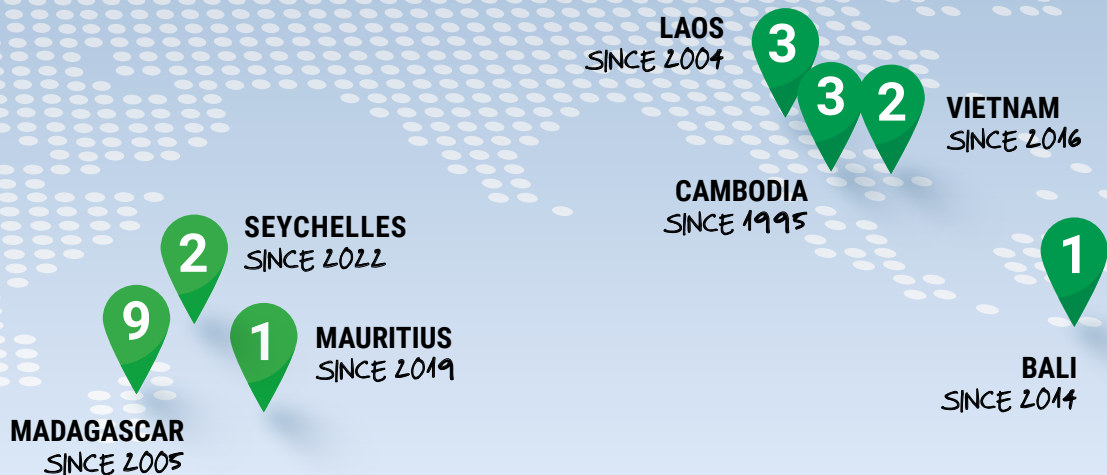 LAOS
SINCE 2004
3
3
2
VIETNAM
SINCE 2016
CAMBODIA
SINCE 1995
2
SEYCHELLES
SINCE 2022
1
9
1
MAURITIUS
SINCE 2019
BALI
SINCE 2014
MADAGASCAR
SINCE 2005